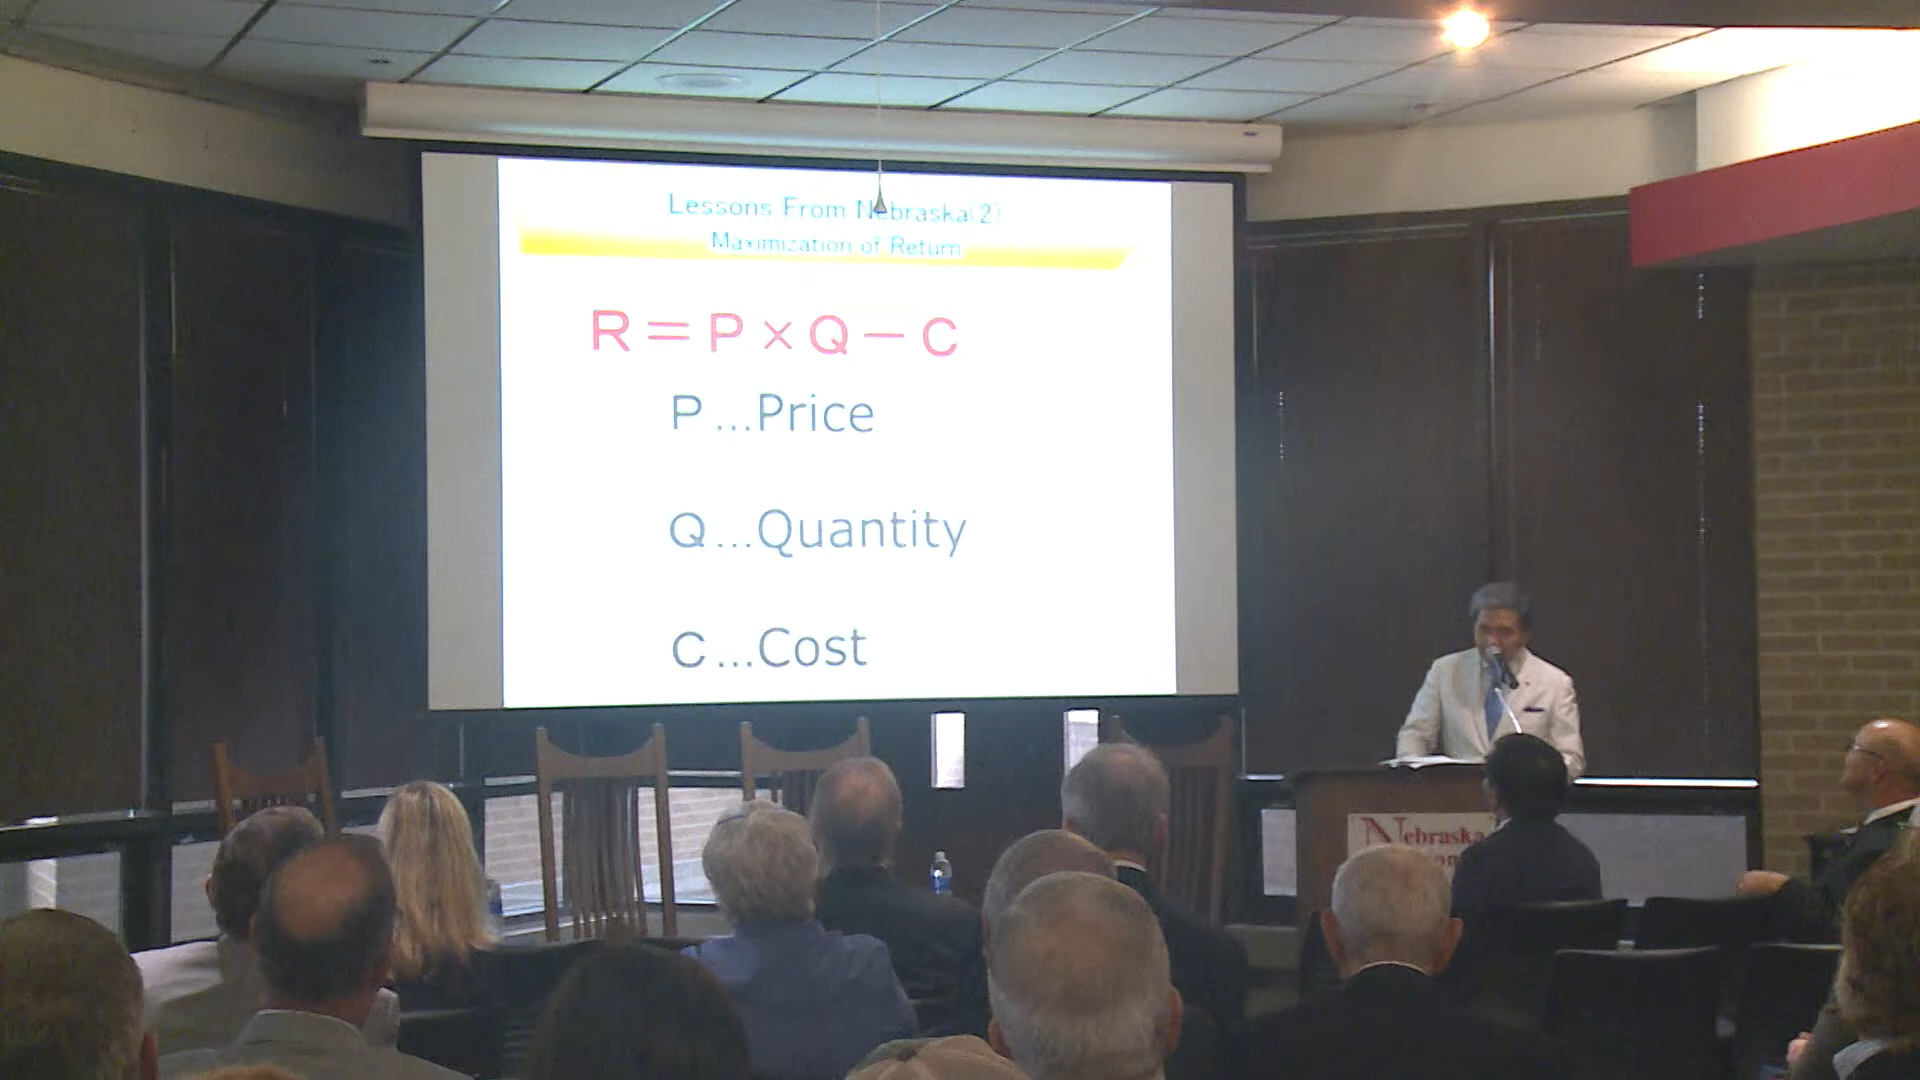 Lessons From Nebraska(2)
Maximization of Return
R＝P×Q－C
P…Price
Q…Quantity
C…Cost
Nebraska